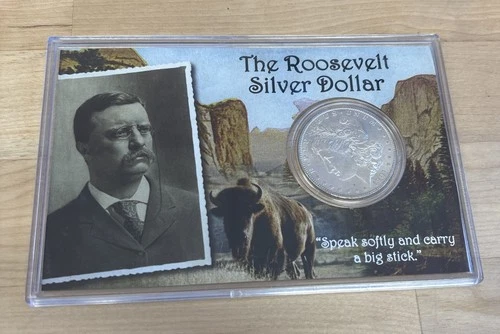 The Roosevelt
Silver Dollar
“Speak softly and carry
a big stick.”